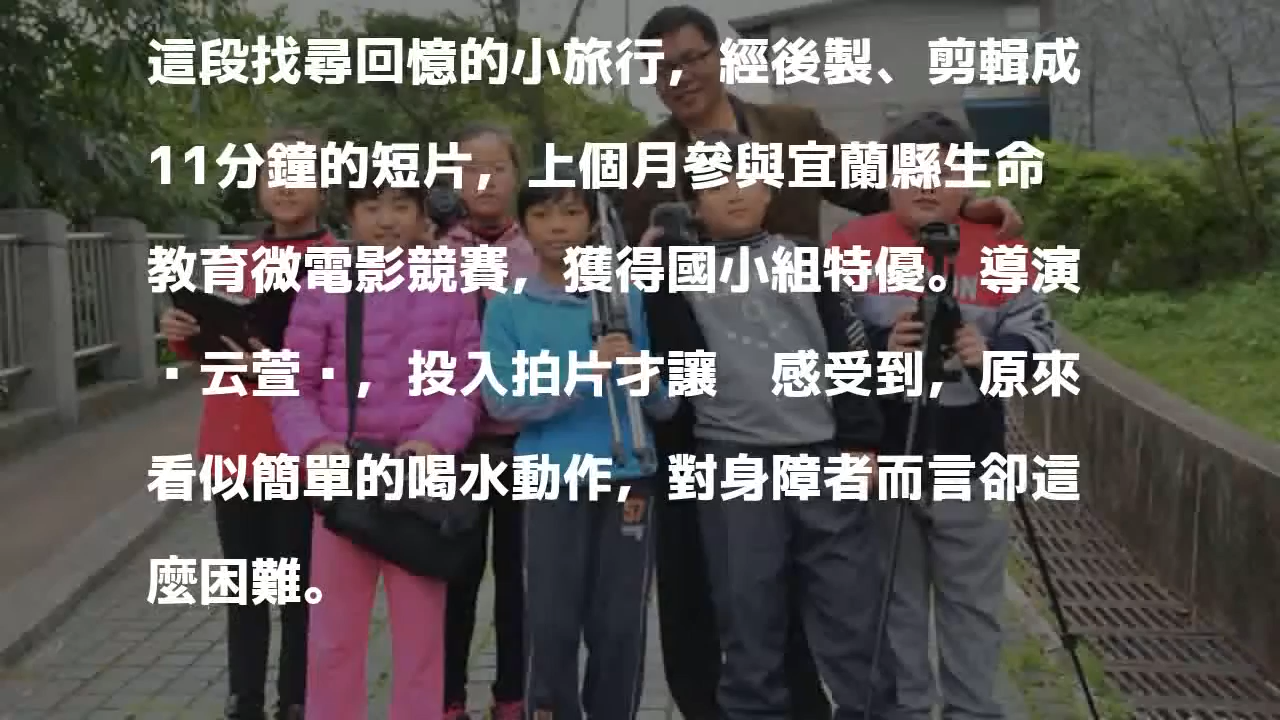 這段找尋回憶的小旅行，經後製、剪輯成
11分鐘的短片，上個月參與宜蘭縣生命
教育微電影競賽，獲得國小組特優。導演
·云萱·，投入拍片才讓　感受到，原來
看似簡單的喝水動作，對身障者而言卻這
麼困難。